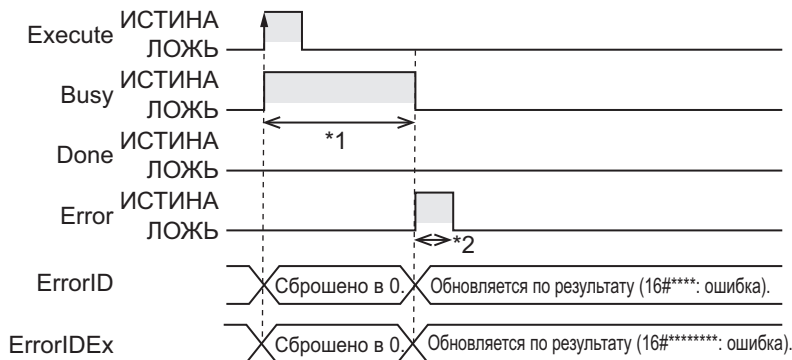 Execute ИСТИНА
ЛОЖЬ
Busy ИСТИНА
ЛОЖЬ
*1
Done ИСТИНА
ЛОЖЬ
Error ИСТИНА
ЛОЖЬ
*2
ErrorID Сброшено в 0. Обновляется по результату (16#****: ошибка).
ErrorIDEx Сброшено в 0. Обновляется по результату (16#********: ошибка).